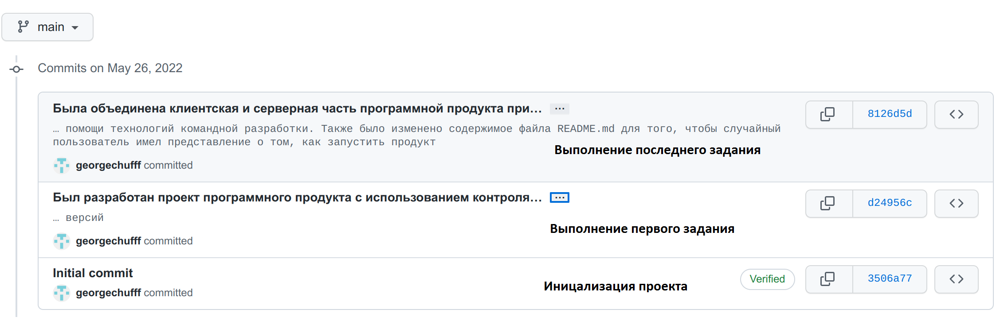 main
Commits on May 26, 2022
Была объединена клиентская и серверная часть программной продукта при… ...
8126d5d
… помощи технологий командной разработки. Также было изменено содержимое файла README.md для того, чтобы случайный
пользователь имел представление о том, как запустить продукт
Выполнение последнего задания
georgechufff committed
Был разработан проект программного продукта с использованием контроля… ...
d24956c
… версий
Выполнение первого задания
georgechufff committed
Initial commit
Verified
3506a77
Иницализация проекта
georgechufff committed